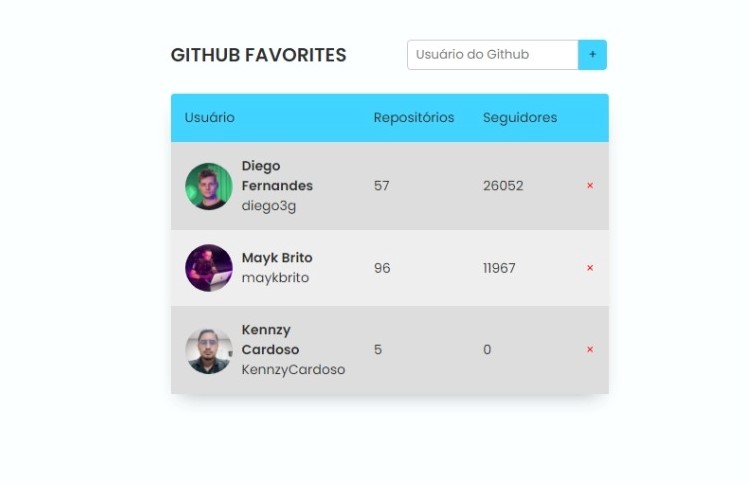 GITHUB FAVORITES
Usuário do Github +
Usuário Repositórios Seguidores
Diego
Fernandes
diego3g
57 26052 ×
Mayk Brito
maykbrito
96 11967 ×
Kennzy
Cardoso
KennzyCardoso
5 0 ×